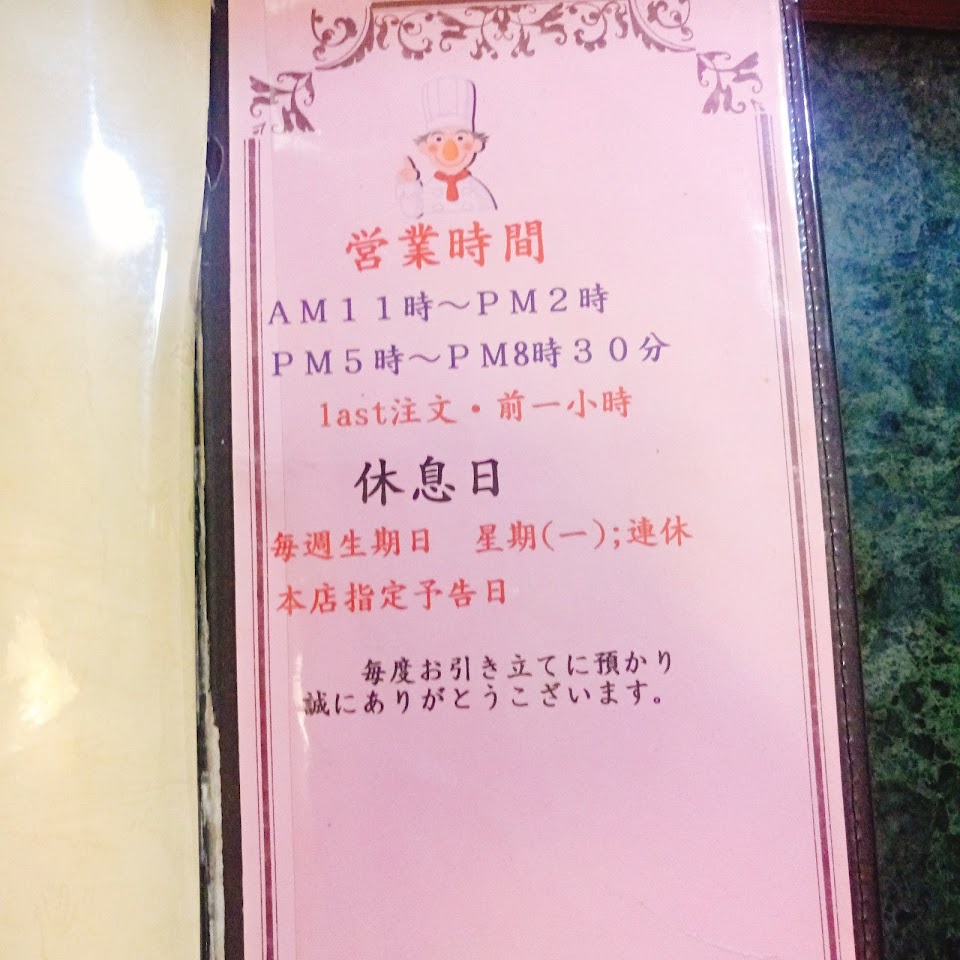 営業時間
ＡＭ１１時～ＰＭ２時
ＰＭ５時～ＰＭ8時３０分
last注文・前一小時
休息日
毎週生期日　星期(一);連休
本店指定予告日
毎度お引き立てに預かり
誠にありがとうこざいます。